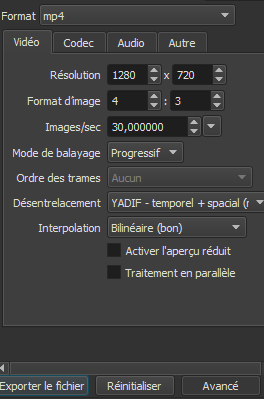 Format mp4
Vidéo Codec Audio Autre
Résolution 1280 x 720
Format d'image 4 : 3
Images/sec 30,000000
Mode de balayage Progressif
Ordre des trames Aucun
Désentrelacement YADIF - temporel + spacial (r
Interpolation Bilinéaire (bon)
Activer l'aperçu réduit
Traitement en parallèle
Exporter le fichier Réinitialiser Avancé